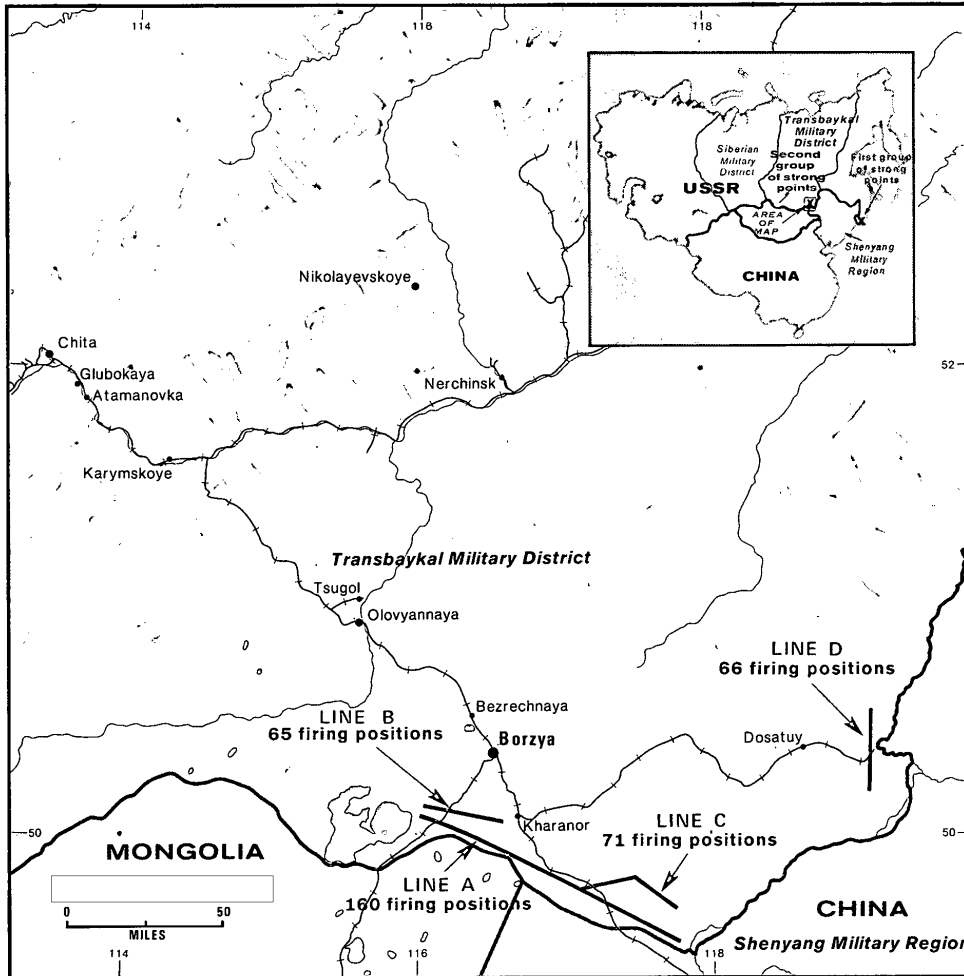 114
116
118
Transbaykal
Military
District
Siberian
Military
District
Second
group
of strong
points
First group
of strong
points
USSR
AREA
OF
MAP
Shenyang
Military
Region
CHINA
Nikolayevskoye
Chita
Glubokaya
Atamanovka
Nerchinsk
52
Karymskoye
Transbaykal Military District
Tsugol
Olovyannaya
LINE D
66 firing positions
Bezrechnaya
LINE B
65 firing positions
Borzya
Dosatuy
50
Kharanor
LINE C
71 firing positions
50
MONGOLIA
LINE A
160 firing positions
0
50
MILES
CHINA
Shenyang Military Region
114
116
118